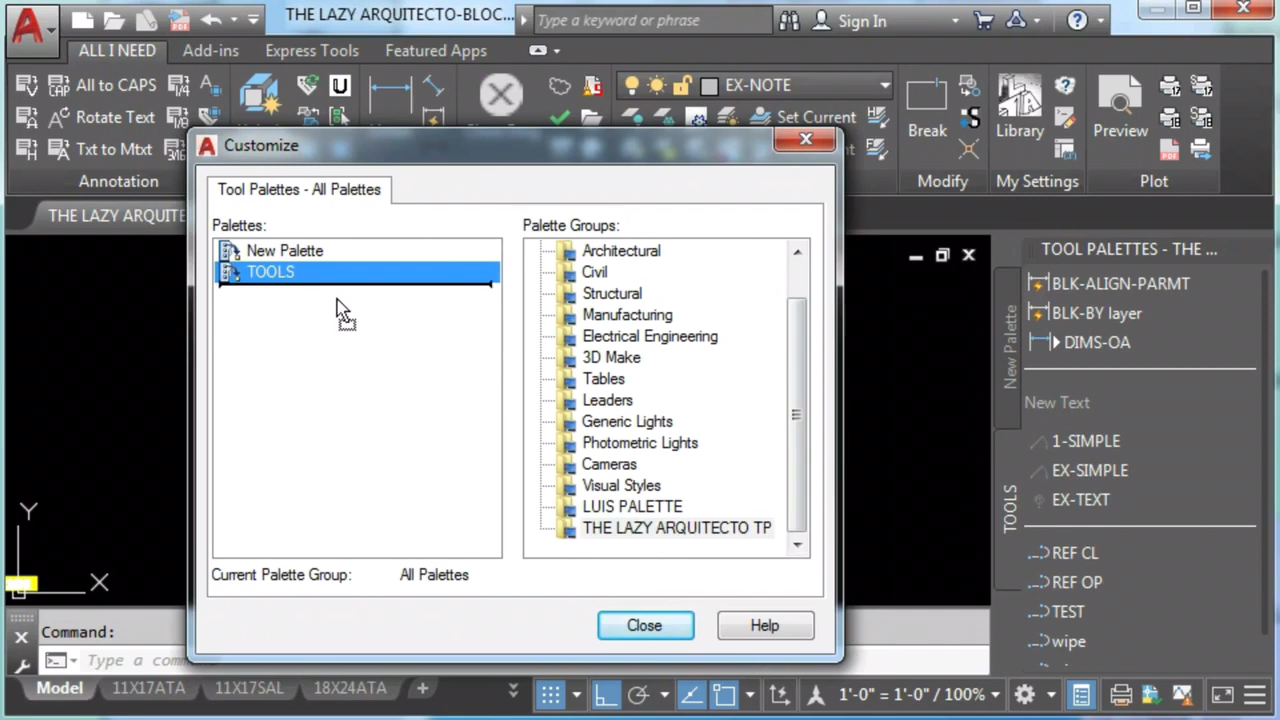 THE LAZY ARQUITECTO-BLOC...
Type a keyword or phrase
Sign In
ALL I NEED
Add-ins
Express Tools
Featured Apps
All to CAPS
Rotate Text
Txt to Mtxt
Annotation
EX-NOTE
Set Current
Break
Library
Preview
Modify
My Settings
Plot
THE LAZY ARQUITE
Customize
Tool Palettes - All Palettes
Palettes:
New Palette
TOOLS
Palette Groups:
Architectural
Civil
Structural
Manufacturing
Electrical Engineering
3D Make
Tables
Leaders
Generic Lights
Photometric Lights
Cameras
Visual Styles
LUIS PALETTE
THE LAZY ARQUITECTO TP
Current Palette Group: All Palettes
Close
Help
TOOL PALETTES - THE ...
New Palette
TOOLS
BLK-ALIGN-PARMT
BLK-BY layer
DIMS-OA
New Text
1-SIMPLE
EX-SIMPLE
EX-TEXT
REF CL
REF OP
TEST
wipe
Y
X
Command:
Type a comm
Model
11X17ATA
11X17SAL
18X24ATA
1'-0" = 1'-0" / 100%